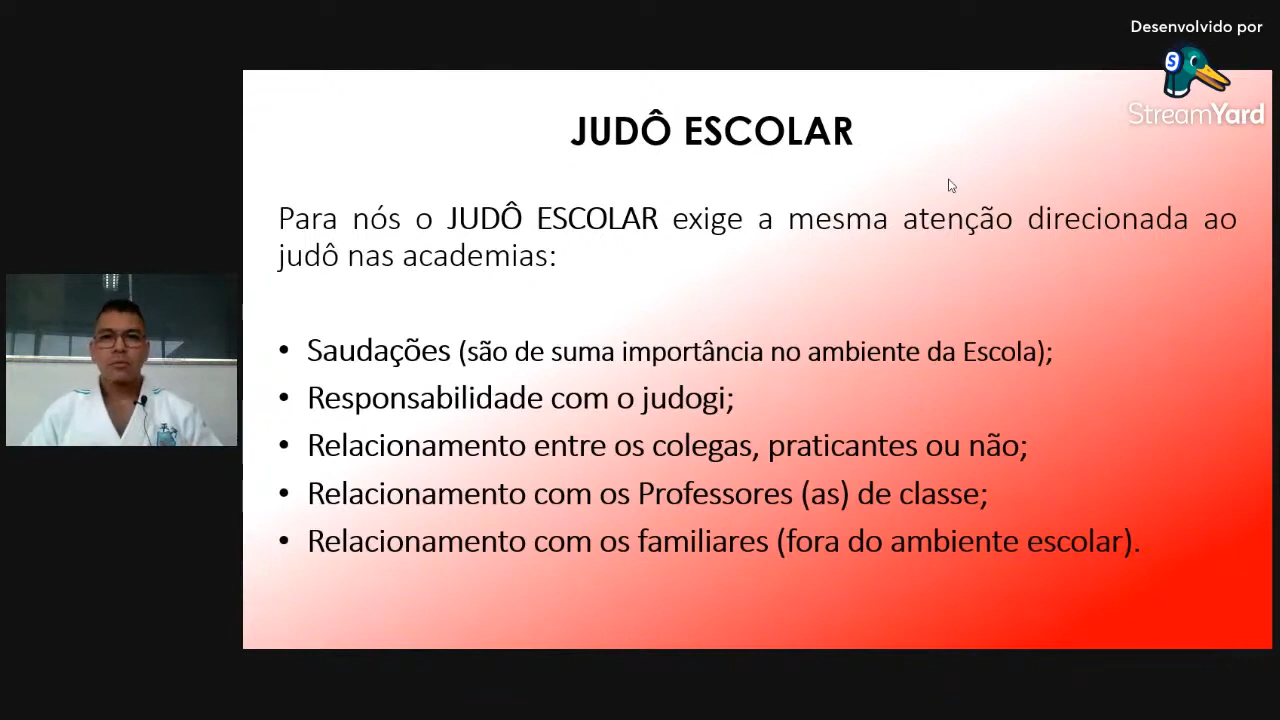 Desenvolvido por
S
StreamYard
JUDÔ ESCOLAR
Para nós o JUDÔ ESCOLAR exige a mesma atenção direcionada ao
judô nas academias:
• Saudações (são de suma importância no ambiente da Escola);
• Responsabilidade com o judogi;
• Relacionamento entre os colegas, praticantes ou não;
• Relacionamento com os Professores (as) de classe;
• Relacionamento com os familiares (fora do ambiente escolar).